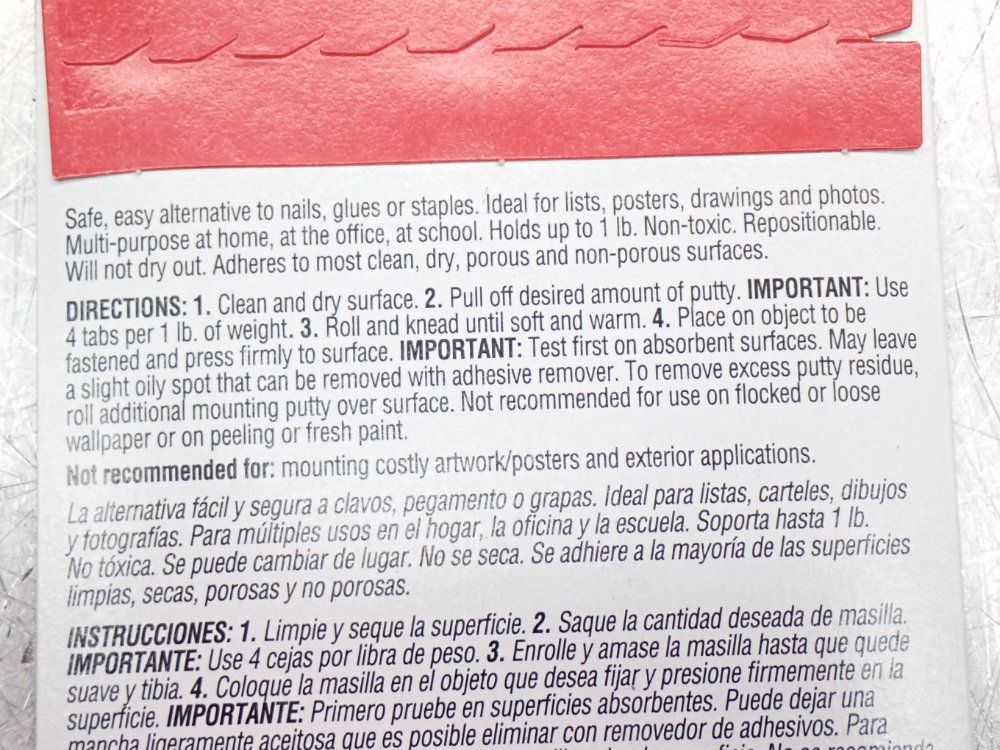 Safe, easy alternative to nails, glues or staples. Ideal for lists, posters, drawings and photos.
Multi-purpose at home, at the office, at school. Holds up to 1 lb. Non-toxic. Repositionable.
Will not dry out. Adheres to most clean, dry, porous and non-porous surfaces.
DIRECTIONS: 1. Clean and dry surface. 2. Pull off desired amount of putty. IMPORTANT: Use
4 tabs per 1 lb. of weight. 3. Roll and knead until soft and warm. 4. Place on object to be
fastened and press firmly to surface. IMPORTANT: Test first on absorbent surfaces. May leave
a slight oily spot that can be removed with adhesive remover. To remove excess putty residue,
roll additional mounting putty over surface. Not recommended for use on flocked or loose
wallpaper or on peeling or fresh paint.
Not recommended for: mounting costly artwork/posters and exterior applications.
La alternativa fácil y segura a clavos, pegamento o grapas. Ideal para listas, carteles, dibujos
y fotografías. Para múltiples usos en el hogar, la oficina y la escuela. Soporta hasta 1 lb.
No tóxica. Se puede cambiar de lugar. No se seca. Se adhiere a la mayoría de las superficies
limpias, secas, porosas y no porosas.
INSTRUCCIONES: 1. Limpie y seque la superficie. 2. Saque la cantidad deseada de masilla.
IMPORTANTE: Use 4 cejas por libra de peso. 3. Enrolle y amase la masilla hasta que quede
suave y tibia. 4. Coloque la masilla en el objeto que desea fijar y presione firmemente en la
superficie. IMPORTANTE: Primero pruebe en superficies absorbentes. Puede dejar una
mancha ligeramente aceitosa que es posible eliminar con removedor de adhesivos. Para